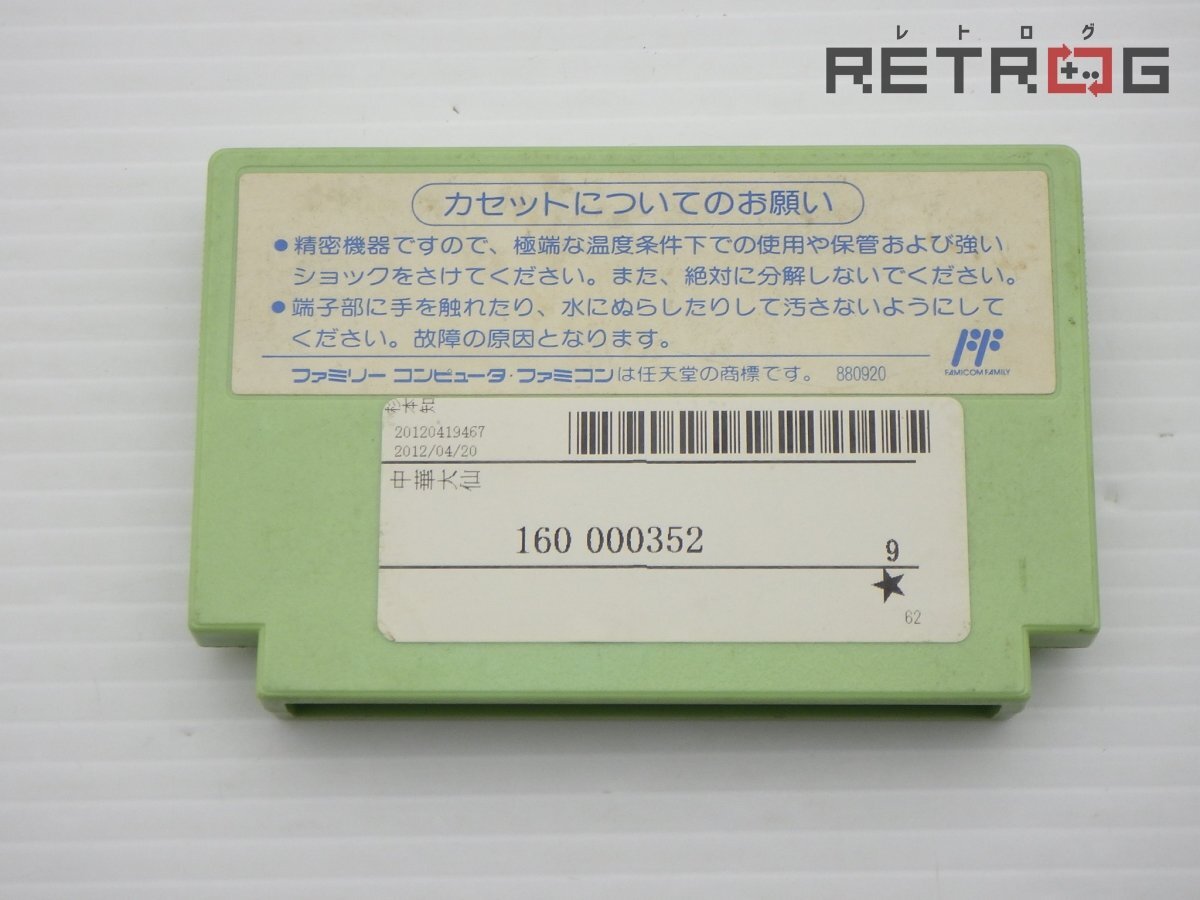 レトログ
RETROG
カセットについてのお願い
●精密機器ですので、極端な温度条件下での使用や保管および強い
ショックをさけてください。また、絶対に分解しないでください。
●端子部に手を触れたり、水にぬらしたりして汚さないようにして
ください。故障の原因となります。
FAMICOM FAMILY
ファミリーコンピュータ・ファミコンは任天堂の商標です。 880920
20120419467
2012/04/20
中華大仙
160 000352
9
★
62